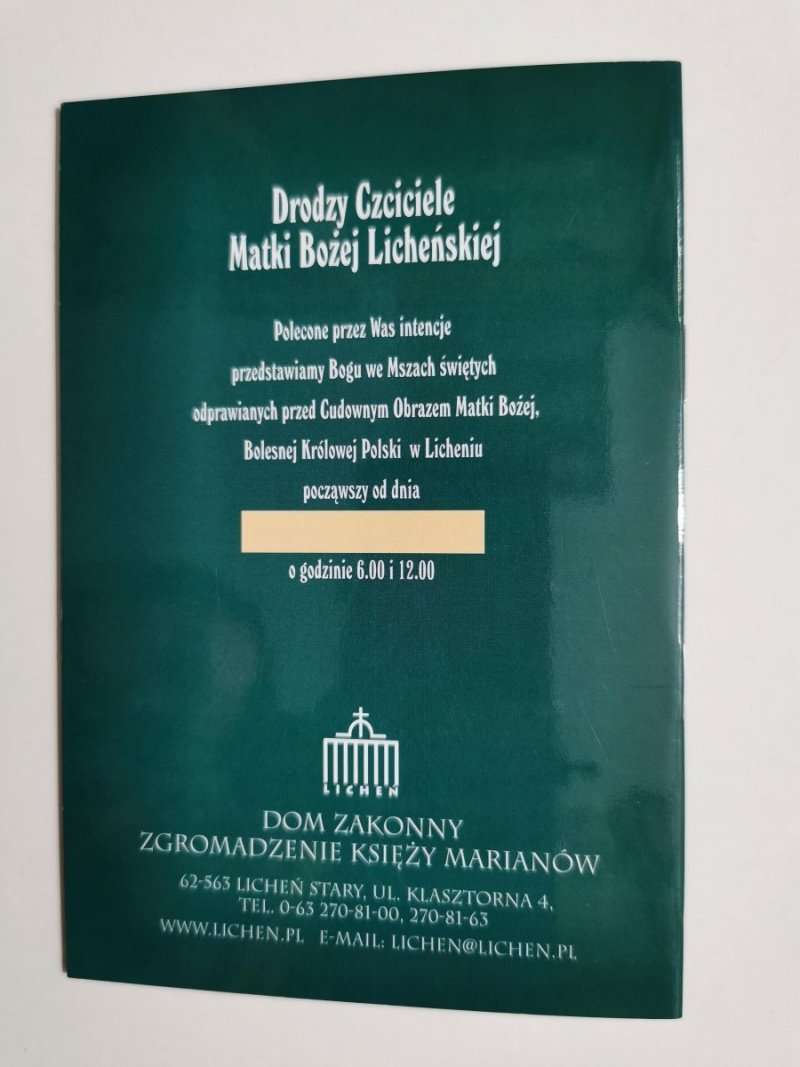 Drodzy Czciciele
Matki Bożej Licheńskiej
Polecone przez Was intencje
przedstawiamy Bogu we Mszach świętych
odprawianych przed Cudownym Obrazem Matki Bożej,
Bolesnej Królowej Polski w Licheniu
począwszy od dnia
o godzinie 6.00 i 12.00
LICHEŃ
DOM ZAKONNY
ZGROMADZENIE KSIĘŻY MARIANÓW
62-563 LICHEŃ STARY, UL. KLASZTORNA 4,
TEL. 0-63 270-81-00, 270-81-63
WWW.LICHEN.PL E-MAIL: LICHEN@LICHEN.PL